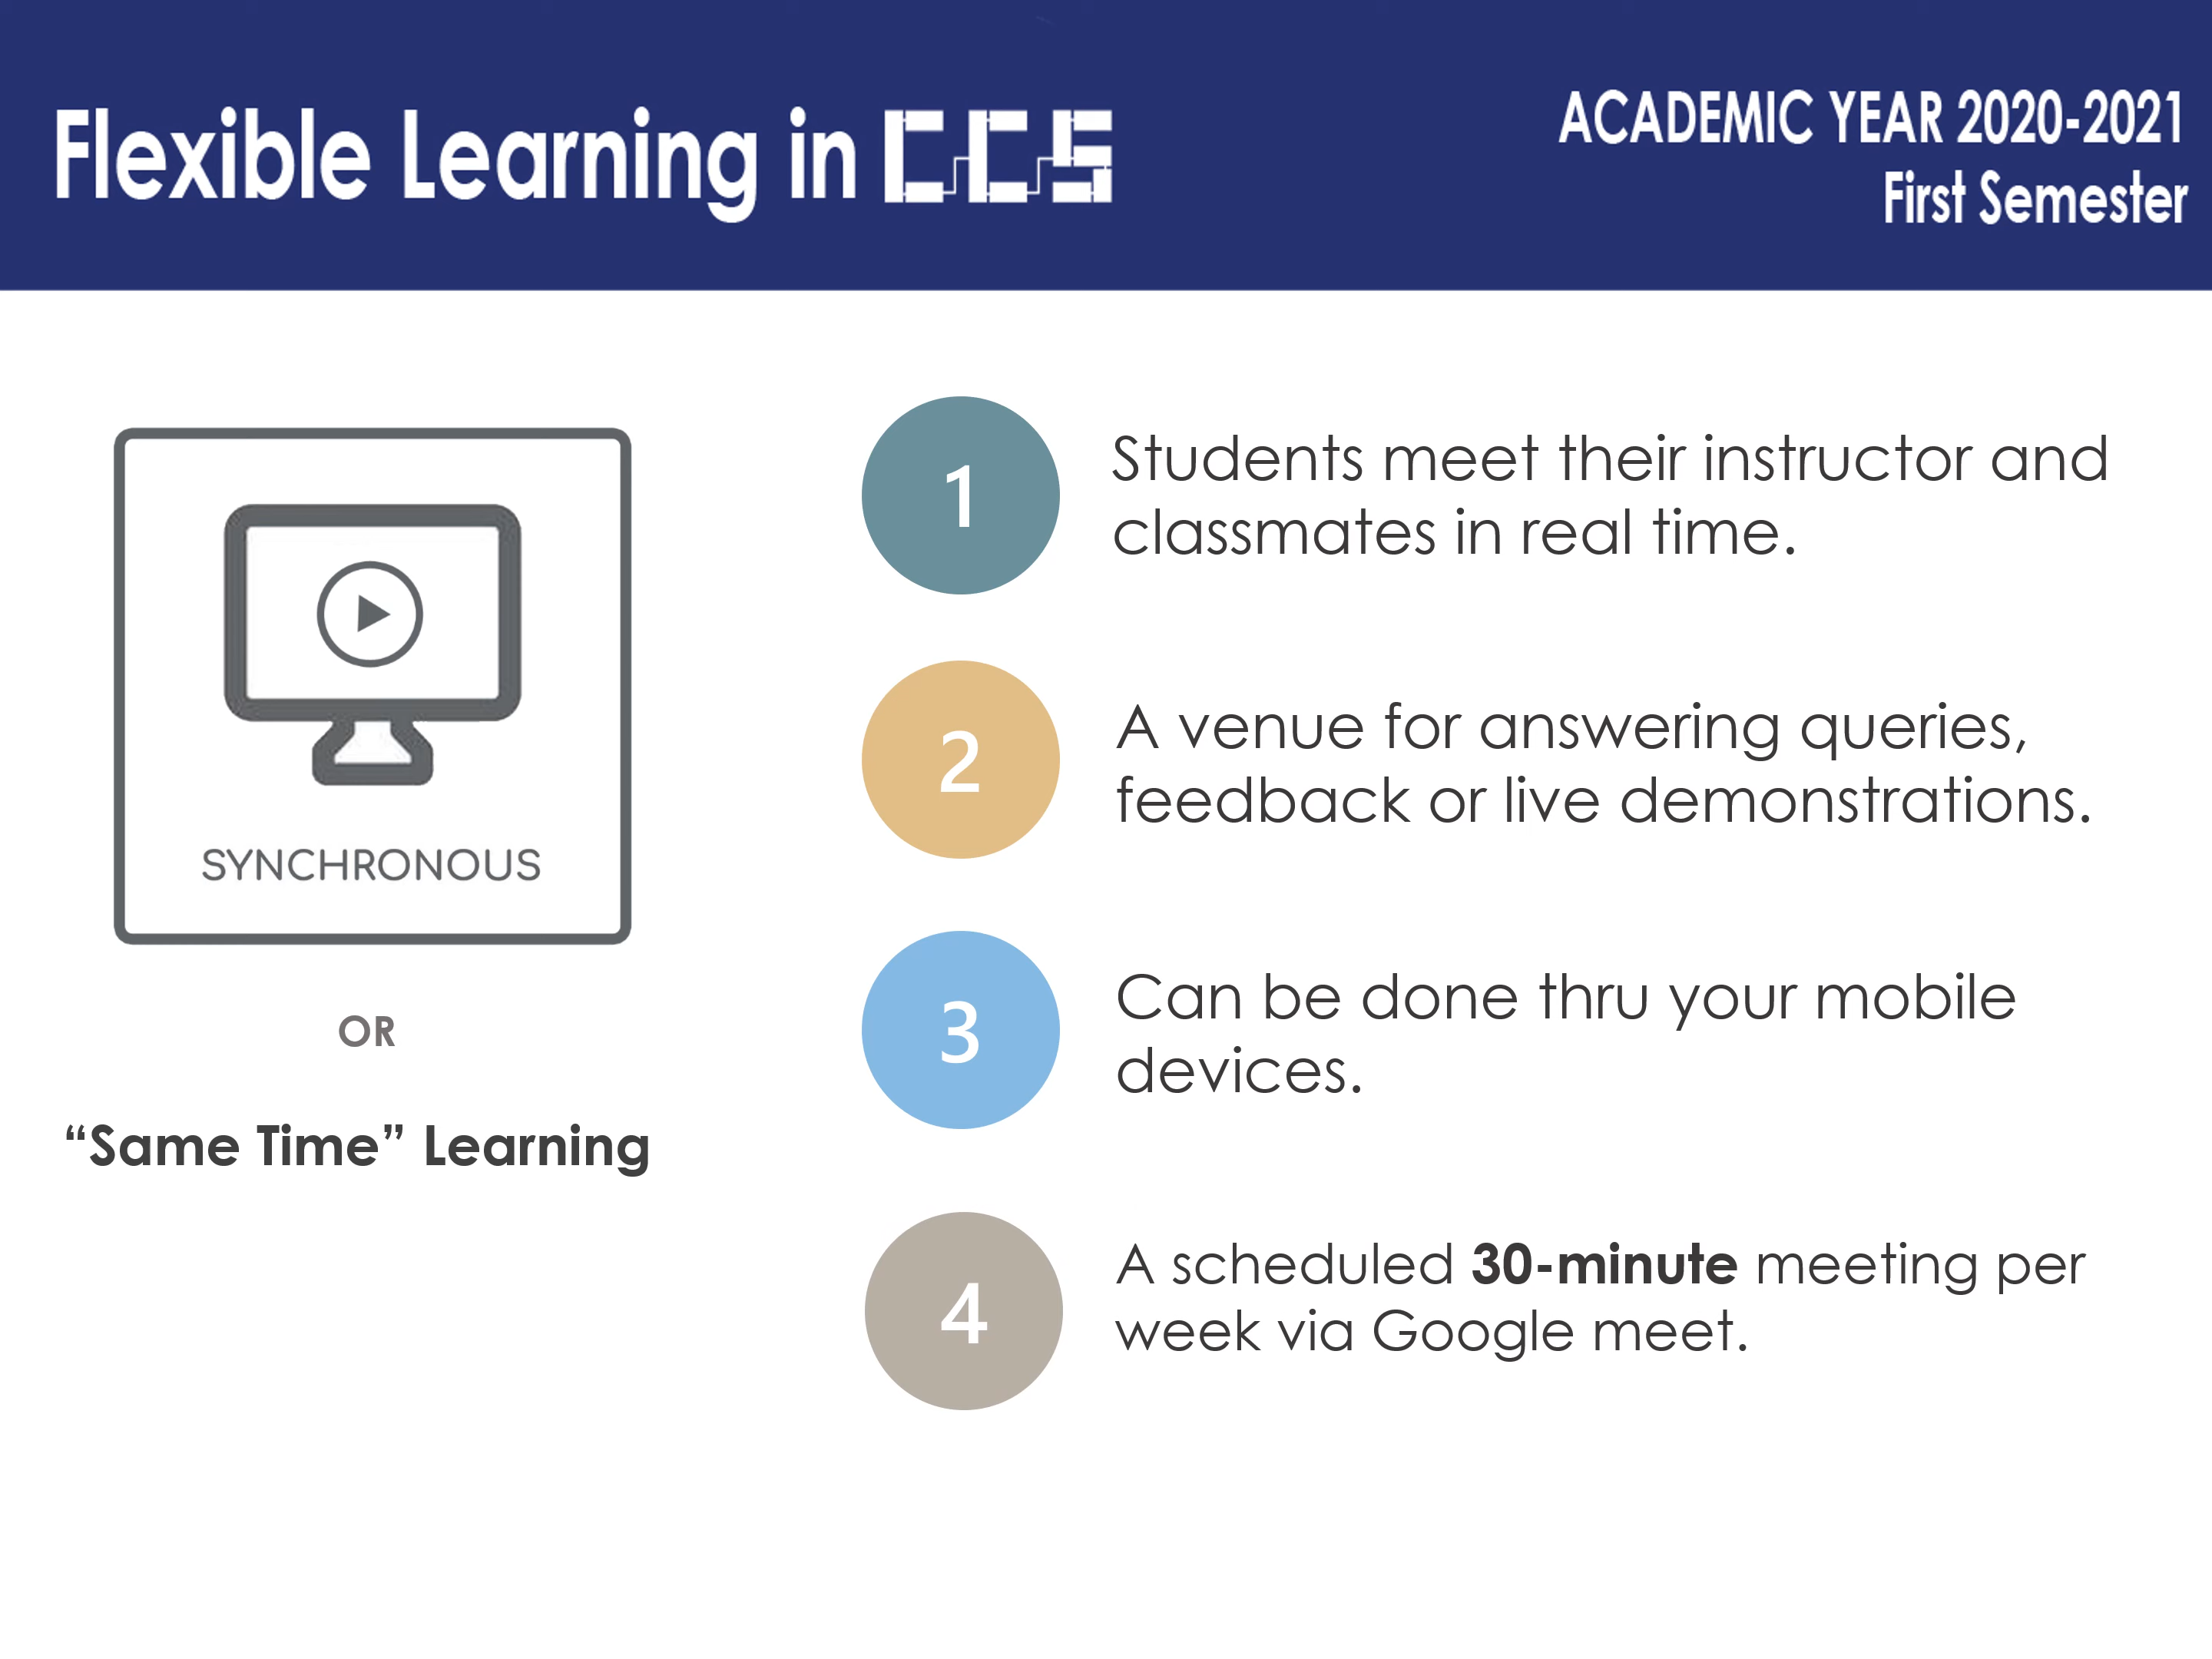 Flexible Learning in CCS
ACADEMIC YEAR 2020-2021
First Semester
SYNCHRONOUS
OR
“Same Time” Learning
1
Students meet their instructor and
classmates in real time.
2
A venue for answering queries,
feedback or live demonstrations.
3
Can be done thru your mobile
devices.
4
A scheduled 30-minute meeting per
week via Google meet.